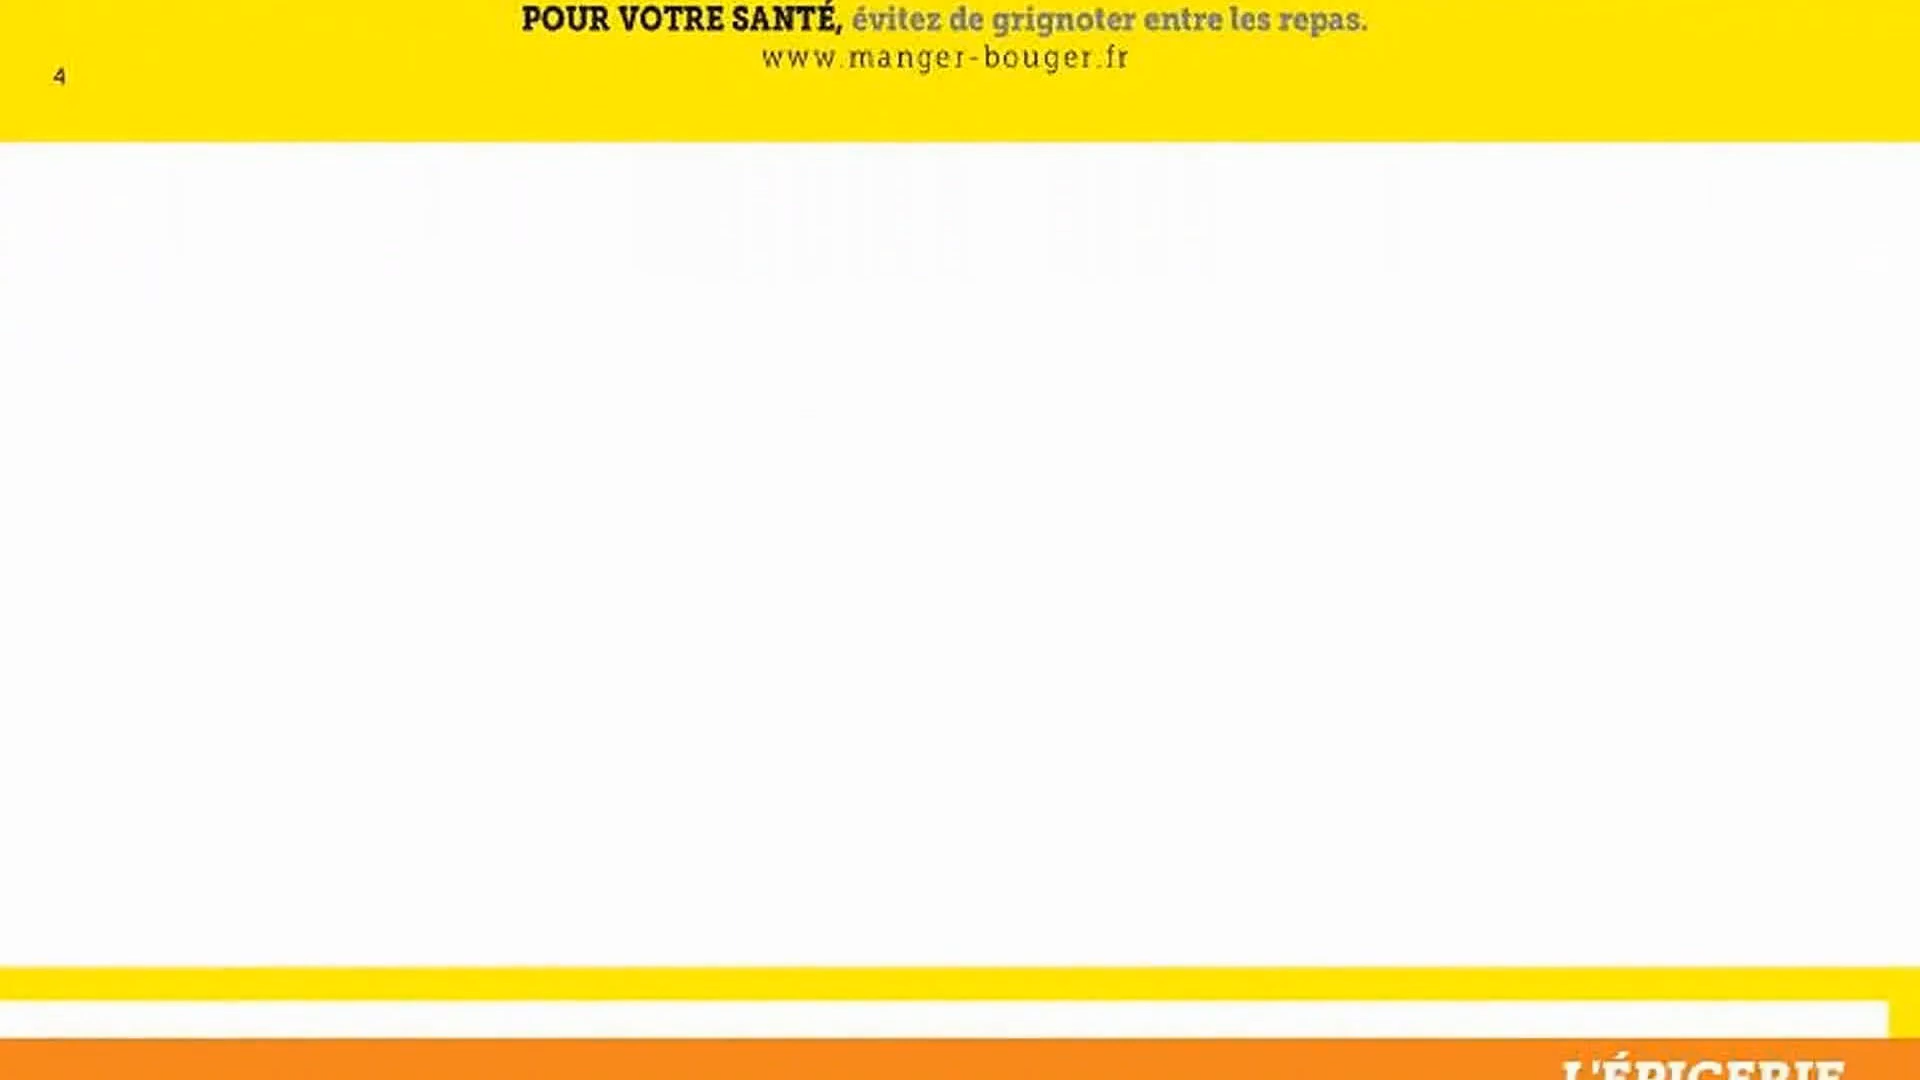 POUR VOTRE SANTÉ, évitez de grignoter entre les repas.
www.manger-bouger.fr
4
L'ÉPICERIE